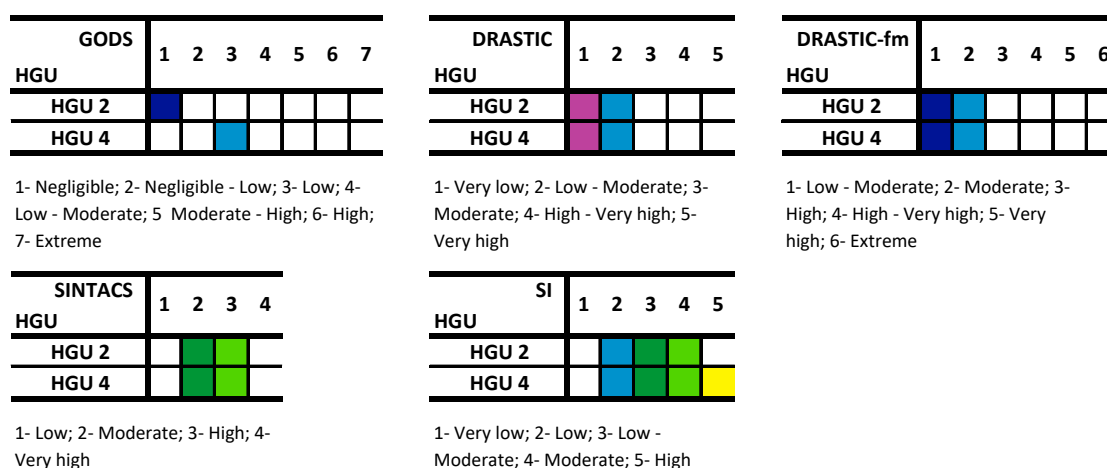 GODS
HGU
1 2 3 4 5 6 7
HGU 2
HGU 4
1- Negligible; 2- Negligible - Low; 3- Low; 4-
Low - Moderate; 5 Moderate - High; 6- High;
7- Extreme
DRASTIC
HGU
1 2 3 4 5
HGU 2
HGU 4
1- Very low; 2- Low - Moderate; 3-
Moderate; 4- High - Very high; 5-
Very high
DRASTIC-fm
HGU
1 2 3 4 5 6
HGU 2
HGU 4
1- Low - Moderate; 2- Moderate; 3-
High; 4- High - Very high; 5- Very
high; 6- Extreme
SINTACS
HGU
1 2 3 4
HGU 2
HGU 4
1- Low; 2- Moderate; 3- High; 4-
Very high
SI
HGU
1 2 3 4 5
HGU 2
HGU 4
1- Very low; 2- Low; 3- Low -
Moderate; 4- Moderate; 5- High